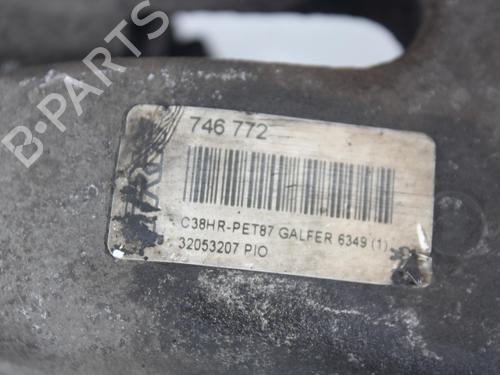 B-PARTS
746 772
C38HR-PET87 GALFER 6349 (1)
32053207 PIO